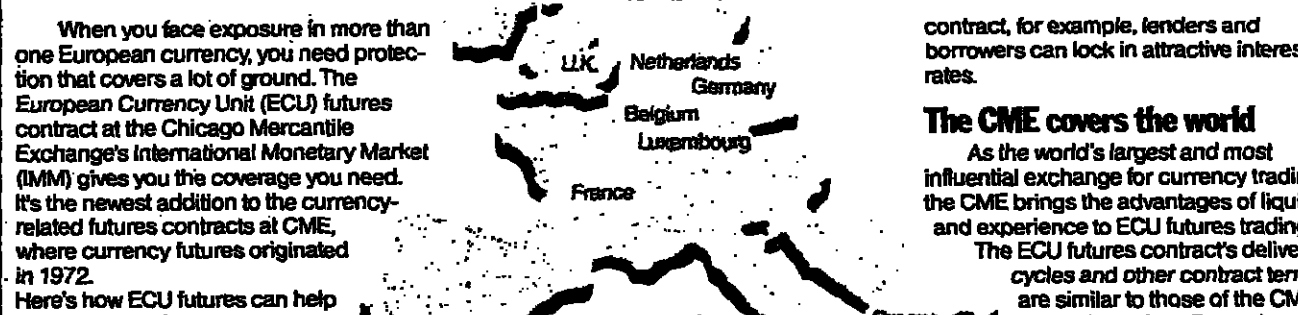 When you face exposure in more than
one European currency, you need protec-
tion that covers a lot of ground. The
European Currency Unit (ECU) futures
contract at the Chicago Mercantile
Exchange's International Monetary Market
(IMM) gives you the coverage you need.
It's the newest addition to the currency-
related futures contracts at CME,
where currency futures originated
in 1972.
Here's how ECU futures can help
U.K.
Netherlands
Germany
Belgium
Luxembourg
France
contract, for example, lenders and
borrowers can lock in attractive interes
rates.
The CME covers the world
As the world's largest and most
influential exchange for currency tradi
the CME brings the advantages of liqui
and experience to ECU futures trading
The ECU futures contract's delive
cycles and other contract ter
are similar to those of the CM